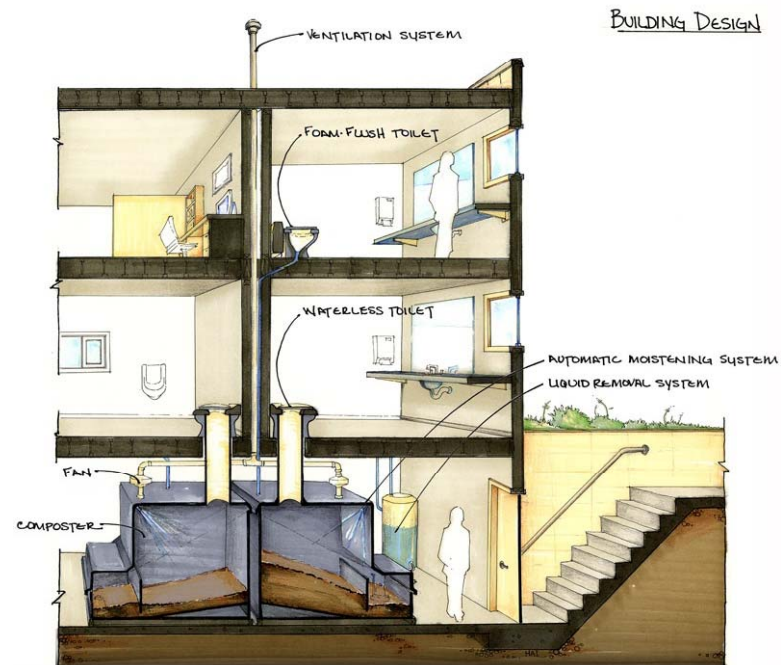 BUILDING DESIGN
VENTILATION SYSTEM
FOAM-FLUSH TOILET
WATERLESS TOILET
AUTOMATIC MOISTENING SYSTEM
LIQUID REMOVAL SYSTEM
FAN
COMPOSTER